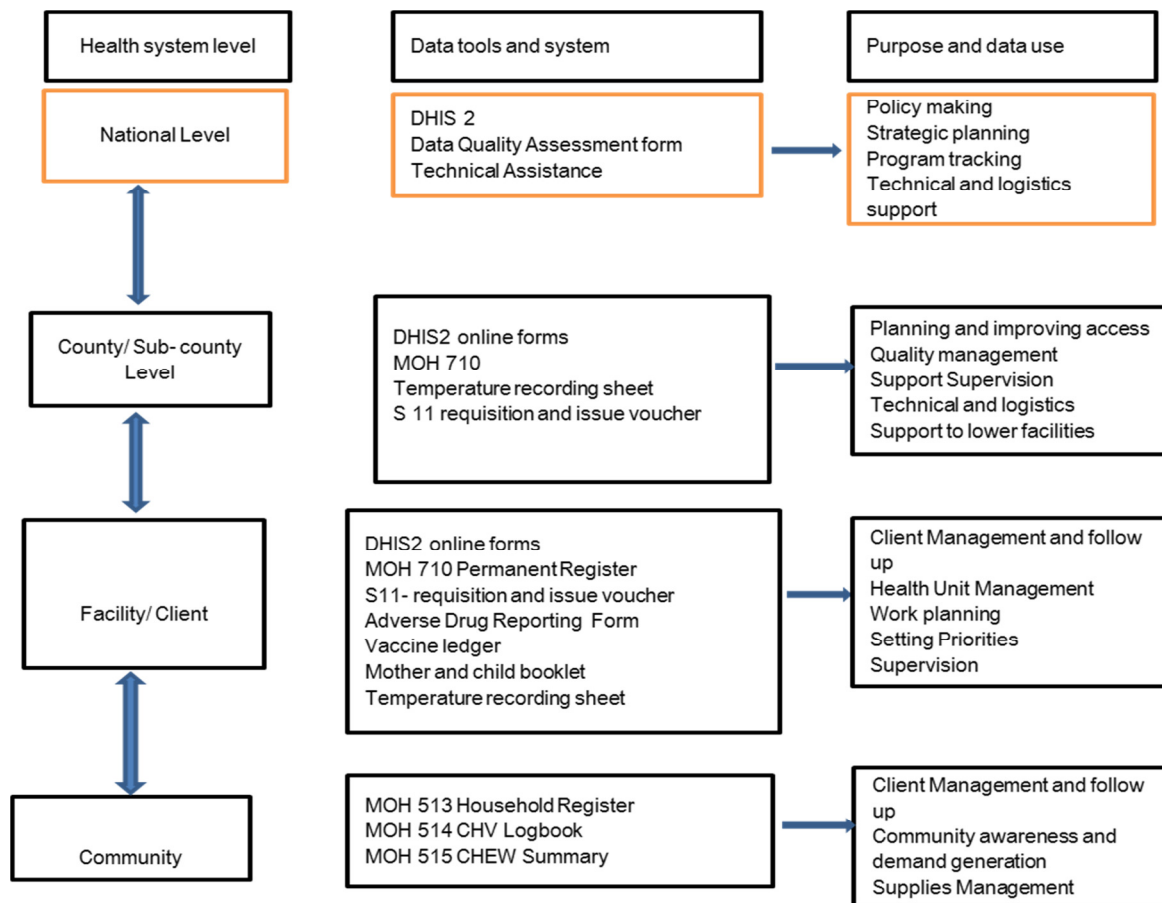 Health system level
Data tools and system
Purpose and data use
National Level
DHIS 2
Data Quality Assessment form
Technical Assistance
Policy making
Strategic planning
Program tracking
Technical and logistics
support
County/ Sub- county
Level
DHIS2 online forms
MOH 710
Temperature recording sheet
S 11 requisition and issue voucher
Planning and improving access
Quality management
Support Supervision
Technical and logistics
Support to lower facilities
Facility/ Client
DHIS2 online forms
MOH 710 Permanent Register
S11- requisition and issue voucher
Adverse Drug Reporting Form
Vaccine ledger
Mother and child booklet
Temperature recording sheet
Client Management and follow
up
Health Unit Management
Work planning
Setting Priorities
Supervision
Community
MOH 513 Household Register
MOH 514 CHV Logbook
MOH 515 CHEW Summary
Client Management and follow
up
Community awareness and
demand generation
Supplies Management